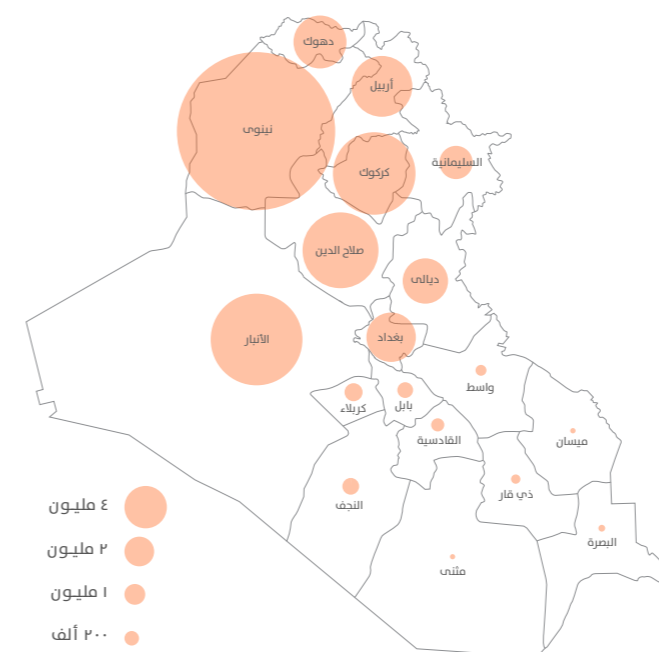 دهوك
أربيل
نينوى
السليمانية
كركوك
صلاح الدين
ديالى
الأنبار
بغداد
واسط
بابل
كربلاء
ميسان
القادسية
ذي قار
النجف
البصرة
مثنى
٤ مليون
٢ مليون
١ مليون
٢٠٠ ألف